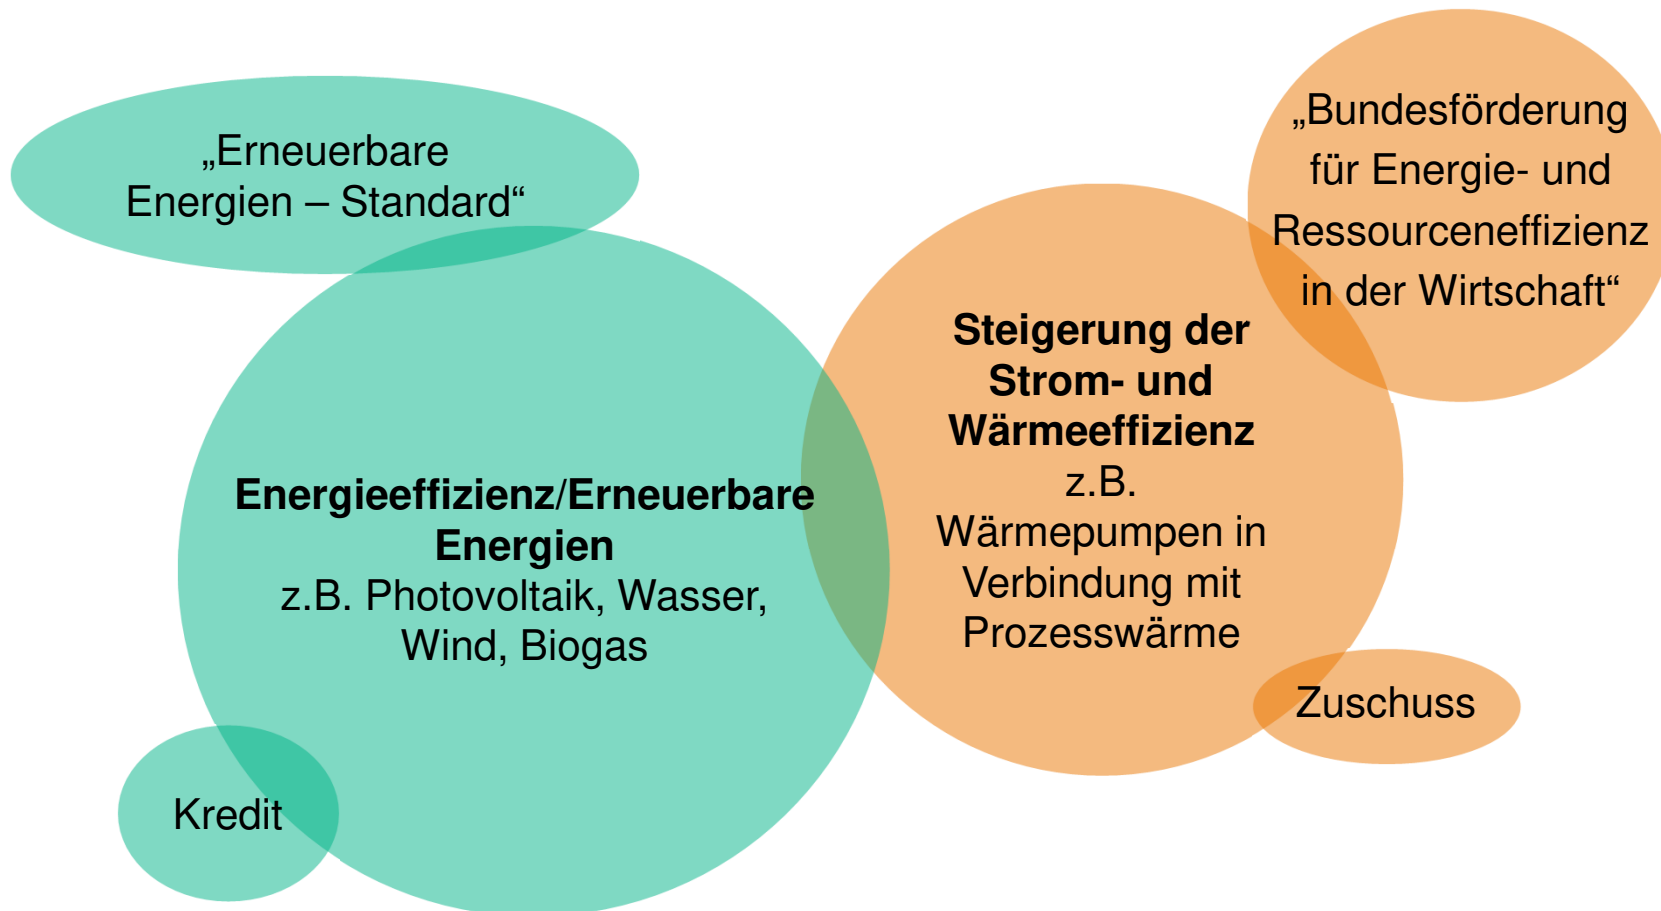 „Erneuerbare
Energien – Standard“
Energieeffizienz/Erneuerbare
Energien
z.B. Photovoltaik, Wasser,
Wind, Biogas
Kredit
„Bundesförderung
für Energie- und
Ressourceneffizienz
in der Wirtschaft“
Steigerung der
Strom- und
Wärmeeffizienz
z.B.
Wärmepumpen in
Verbindung mit
Prozesswärme
Zuschuss